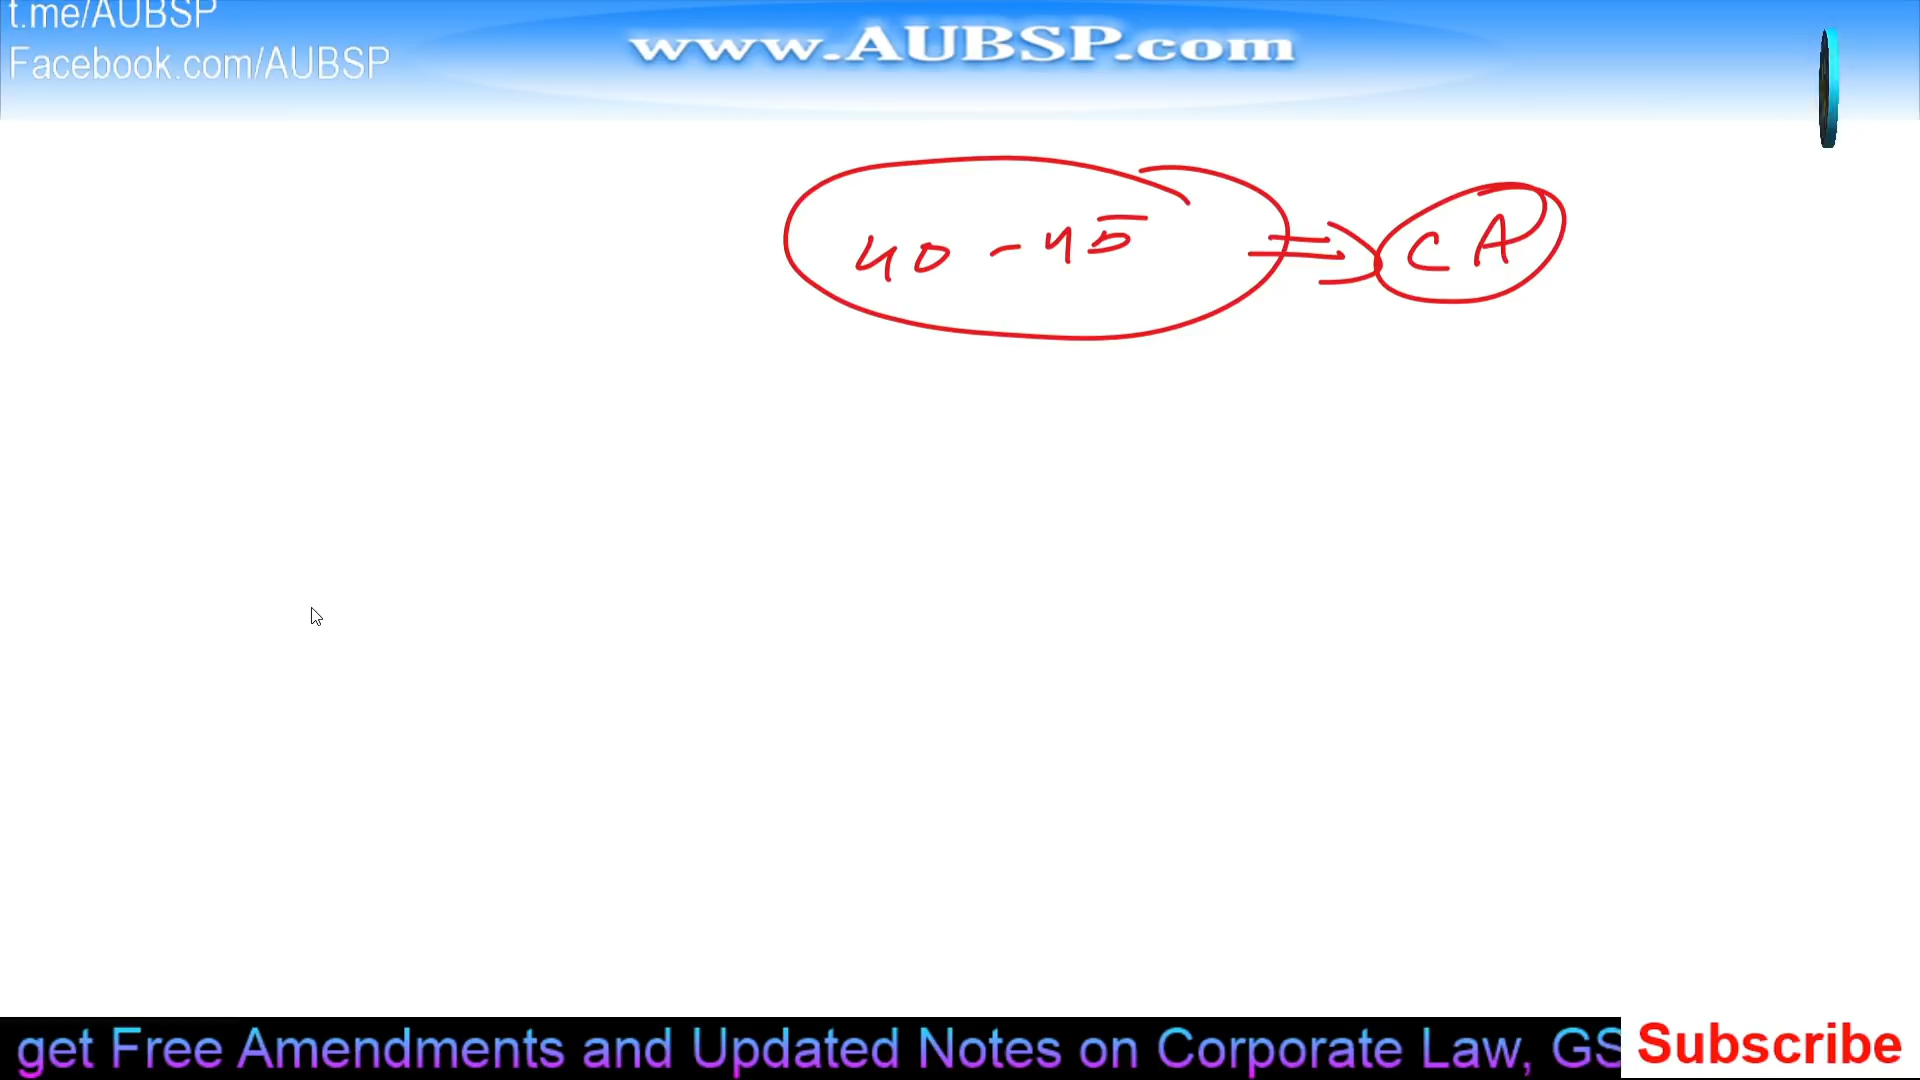 t.me/AUBSP
Facebook.com/AUBSP
www.AUBSP.com
40 - 45 ⇒ CA
get Free Amendments and Updated Notes on Corporate Law, GS
Subscribe